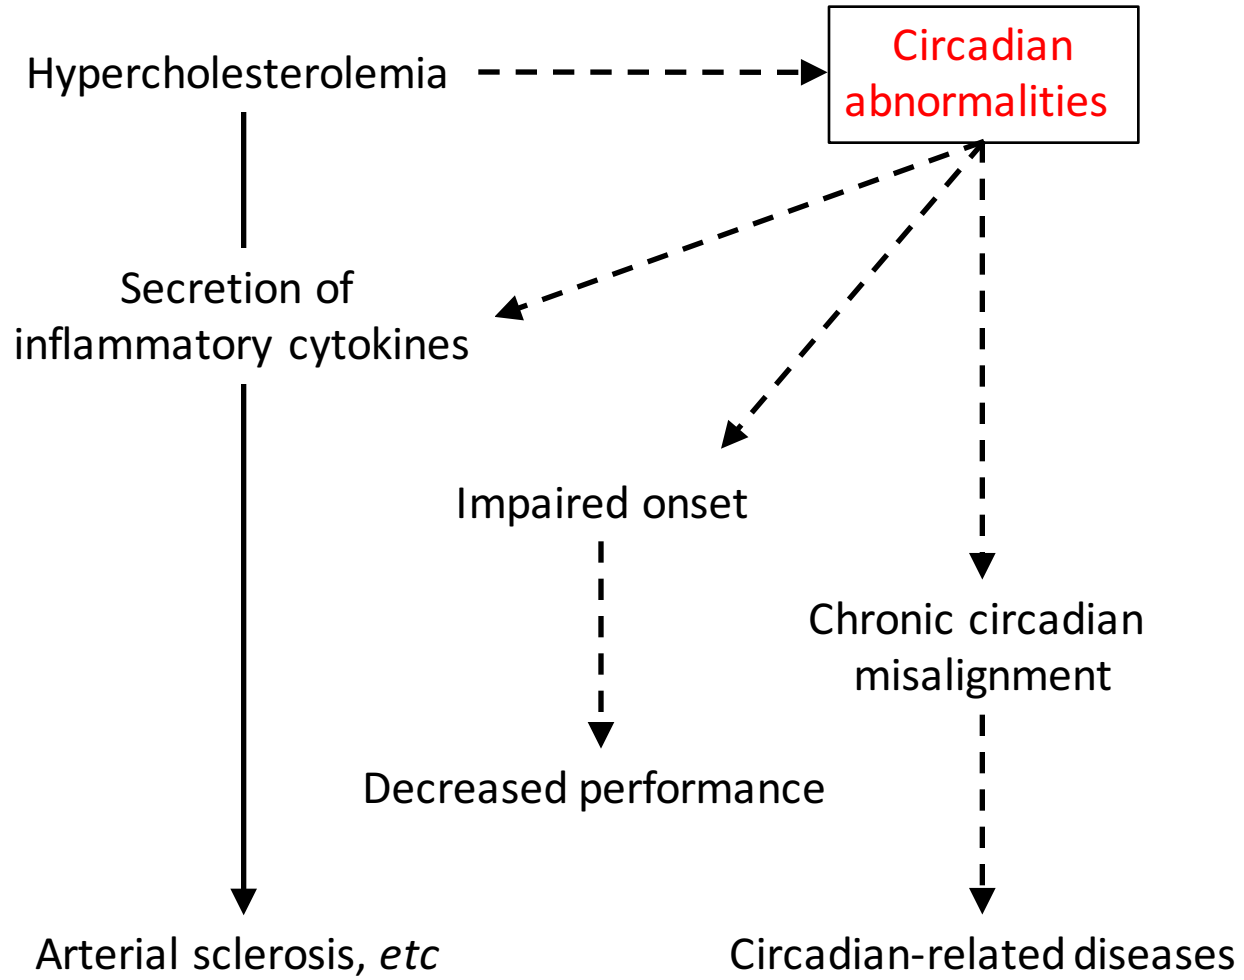 Hypercholesterolemia
Circadian
abnormalities
Secretion of
inflammatory cytokines
Impaired onset
Chronic circadian
misalignment
Decreased performance
Arterial sclerosis, etc
Circadian-related diseases